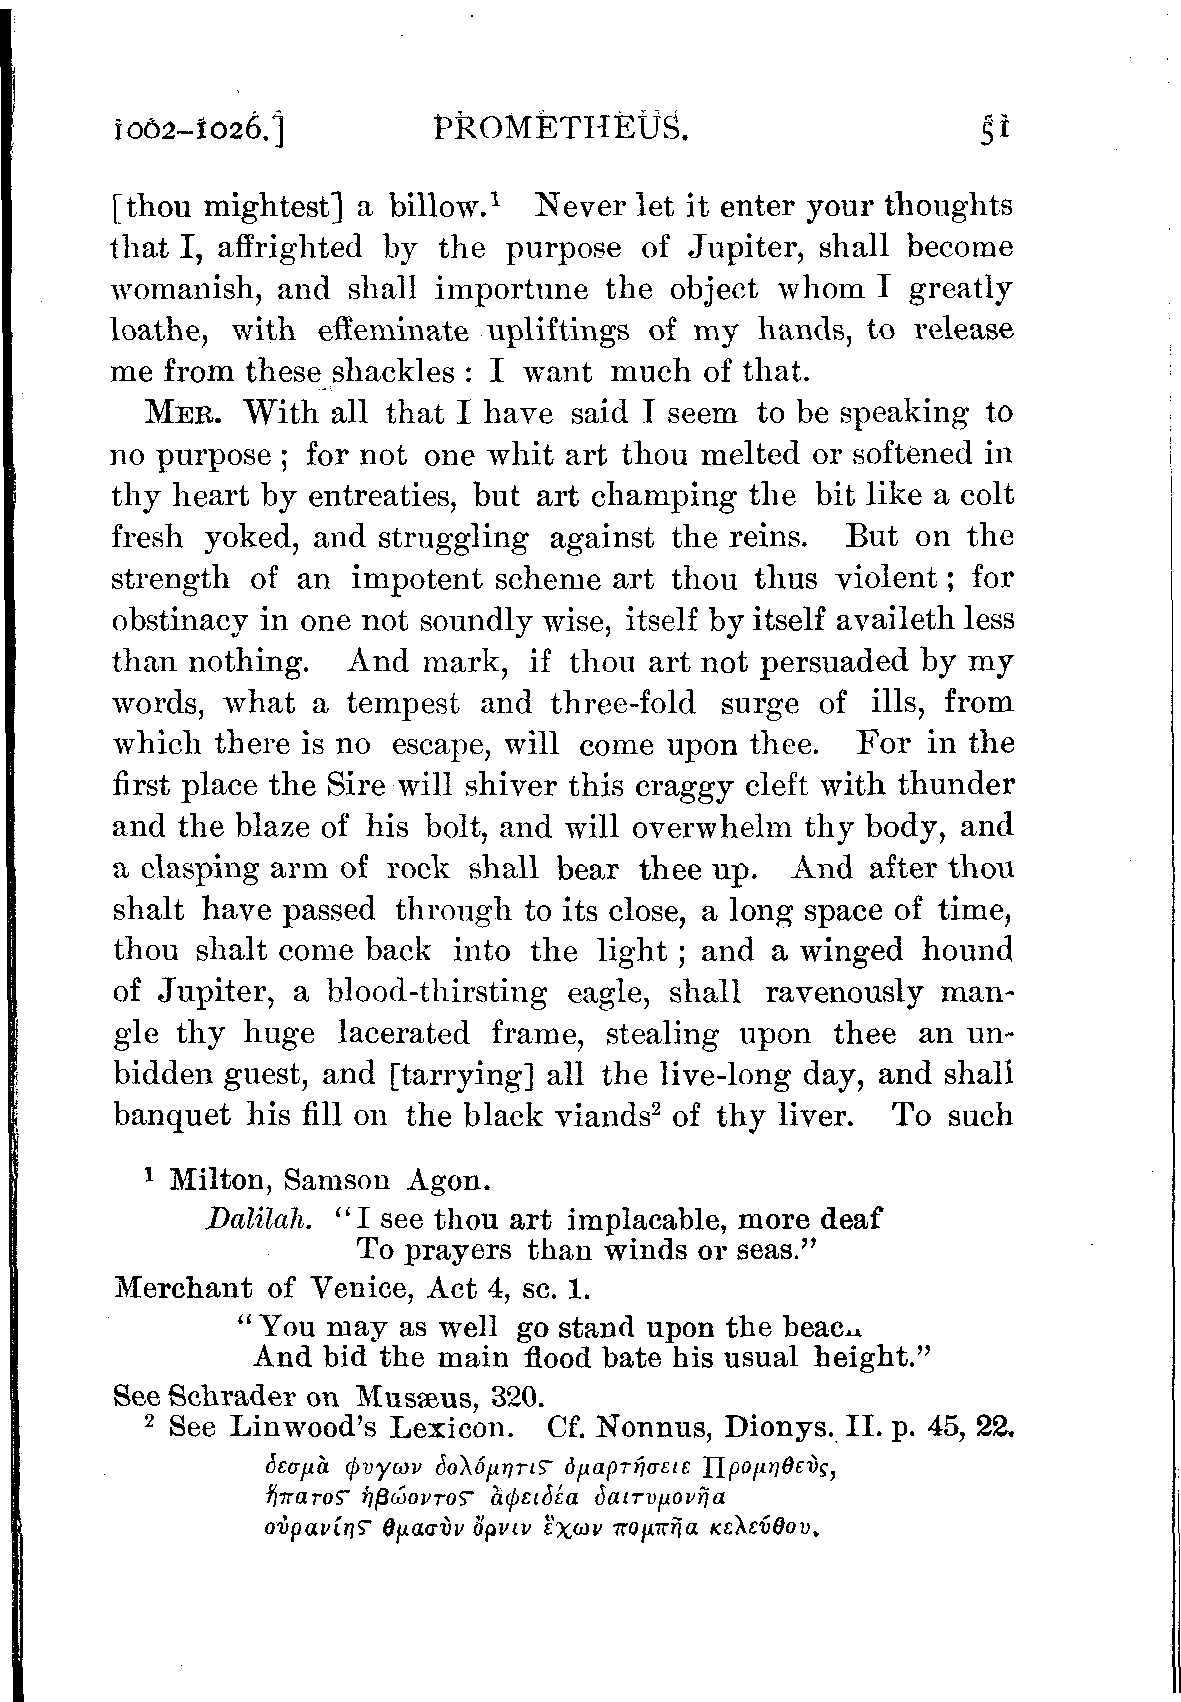 1002–1026.] PROMETHEUS. 51
[thou mightest] a billow.¹ Never let it enter your thoughts
that I, affrighted by the purpose of Jupiter, shall become
womanish, and shall importune the object whom I greatly
loathe, with effeminate upliftings of my hands, to release
me from these shackles : I want much of that.
MER. With all that I have said I seem to be speaking to
no purpose ; for not one whit art thou melted or softened in
thy heart by entreaties, but art champing the bit like a colt
fresh yoked, and struggling against the reins. But on the
strength of an impotent scheme art thou thus violent ; for
obstinacy in one not soundly wise, itself by itself availeth less
than nothing. And mark, if thou art not persuaded by my
words, what a tempest and three-fold surge of ills, from
which there is no escape, will come upon thee. For in the
first place the Sire will shiver this craggy cleft with thunder
and the blaze of his bolt, and will overwhelm thy body, and
a clasping arm of rock shall bear thee up. And after thou
shalt have passed through to its close, a long space of time,
thou shalt come back into the light ; and a winged hound
of Jupiter, a blood-thirsting eagle, shall ravenously man-
gle thy huge lacerated frame, stealing upon thee an un-
bidden guest, and [tarrying] all the live-long day, and shall
banquet his fill on the black viands² of thy liver. To such
¹ Milton, Samson Agon.
Dalilah. “I see thou art implacable, more deaf
To prayers than winds or seas.”
Merchant of Venice, Act 4, sc. 1.
“You may as well go stand upon the beach
And bid the main flood bate his usual height.”
See Schrader on Musæus, 320.
² See Linwood’s Lexicon. Cf. Nonnus, Dionys. II. p. 45, 22.
δεσμὰ φυγων δολόμητις ὁμαρτήσειε Προμηθεὺς,
ἥπατος ἡβώοντος ἀφειδέα δαιτυμονῆα
οὐρανίης θμασὺν ὄρνιν ἔχων πομπῆα κελεύθου.